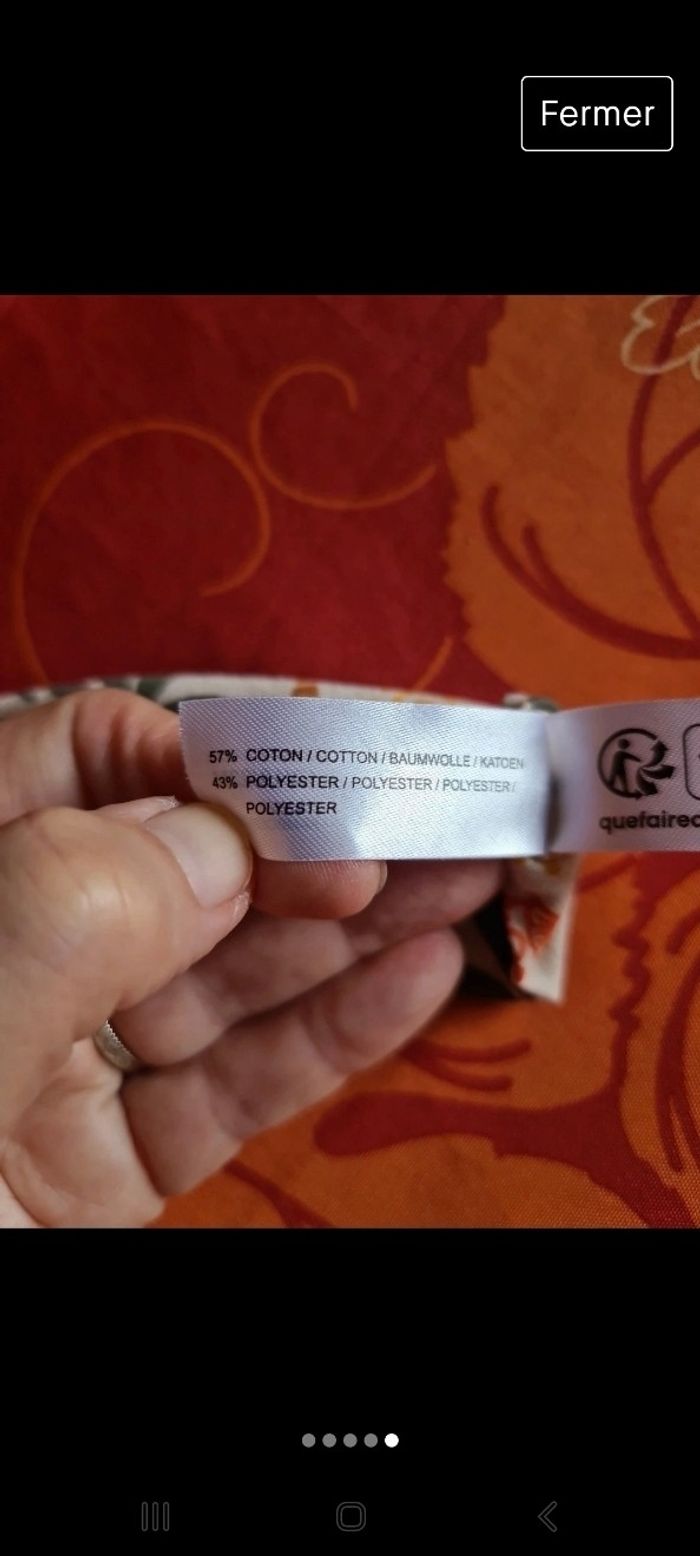 Fermer
57% COTON / COTTON / BAUMWOLLE / KATOEN
43% POLYESTER / POLYESTER / POLYESTER /
POLYESTER
quefairec